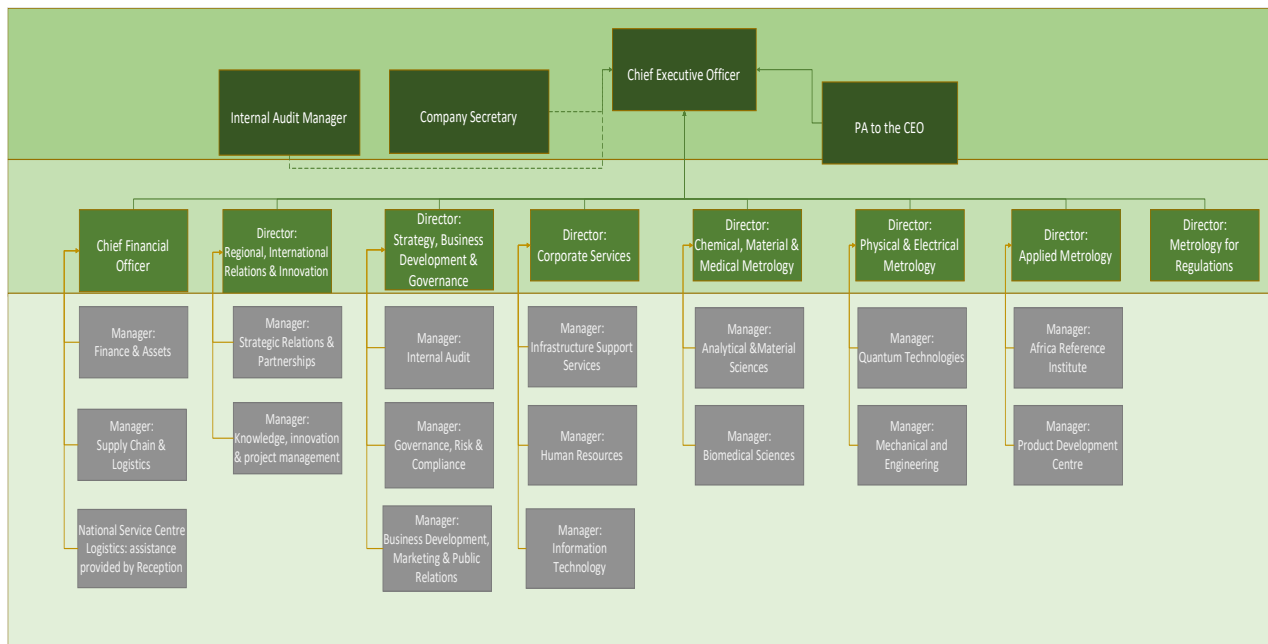 Chief Executive Officer
Internal Audit Manager
Company Secretary
PA to the CEO
Chief Financial
Officer
Director:
Regional, International
Relations & Innovation
Director:
Strategy, Business
Development &
Governance
Director:
Corporate Services
Director:
Chemical, Material &
Medical Metrology
Director:
Physical & Electrical
Metrology
Director:
Applied Metrology
Director:
Metrology for
Regulations
Manager:
Finance & Assets
Manager:
Strategic Relations &
Partnerships
Manager:
Internal Audit
Manager:
Infrastructure Support
Services
Manager:
Analytical &Material
Sciences
Manager:
Quantum Technologies
Manager:
Africa Reference
Institute
Manager:
Supply Chain &
Logistics
Manager:
Knowledge, innovation
& project management
Manager:
Governance, Risk &
Compliance
Manager:
Human Resources
Manager:
Biomedical Sciences
Manager:
Mechanical and
Engineering
Manager:
Product Development
Centre
National Service Centre
Logistics: assistance
provided by Reception
Manager:
Business Development,
Marketing & Public
Relations
Manager:
Information
Technology